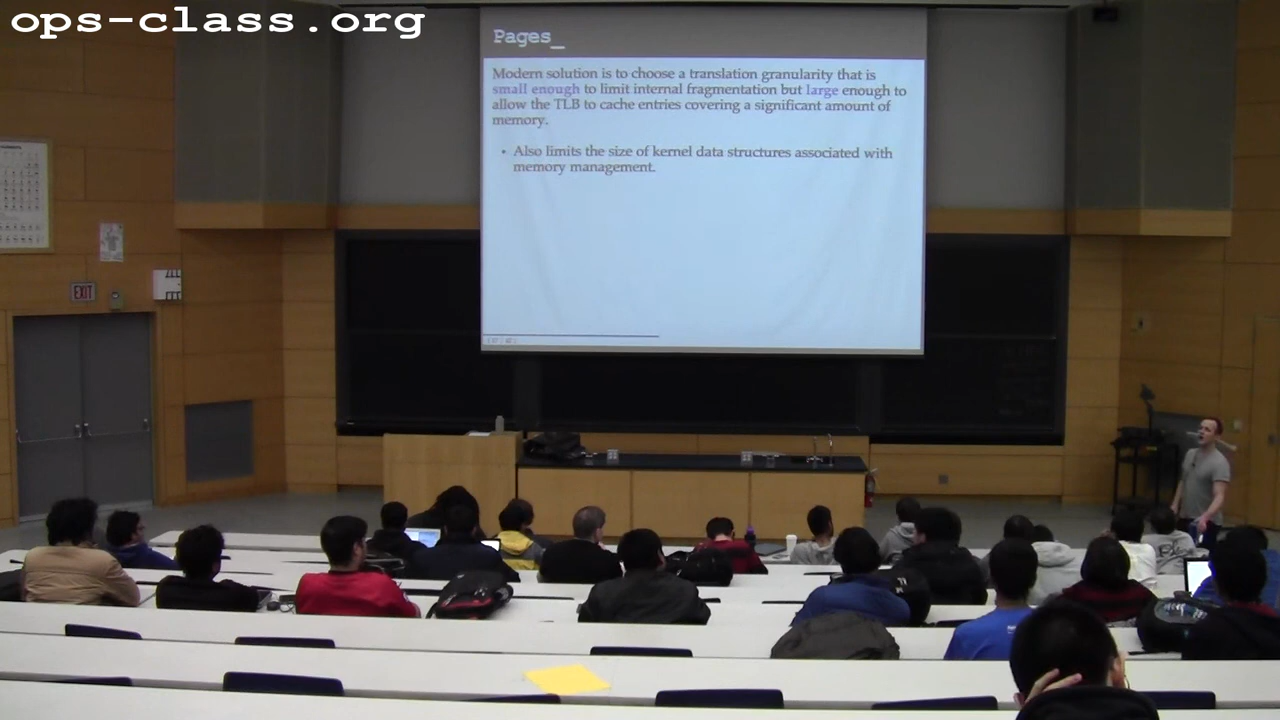 ops-class.org
Pages_
Modern solution is to choose a translation granularity that is
small enough to limit internal fragmentation but large enough to
allow the TLB to cache entries covering a significant amount of
memory.
• Also limits the size of kernel data structures associated with
memory management.
EXIT